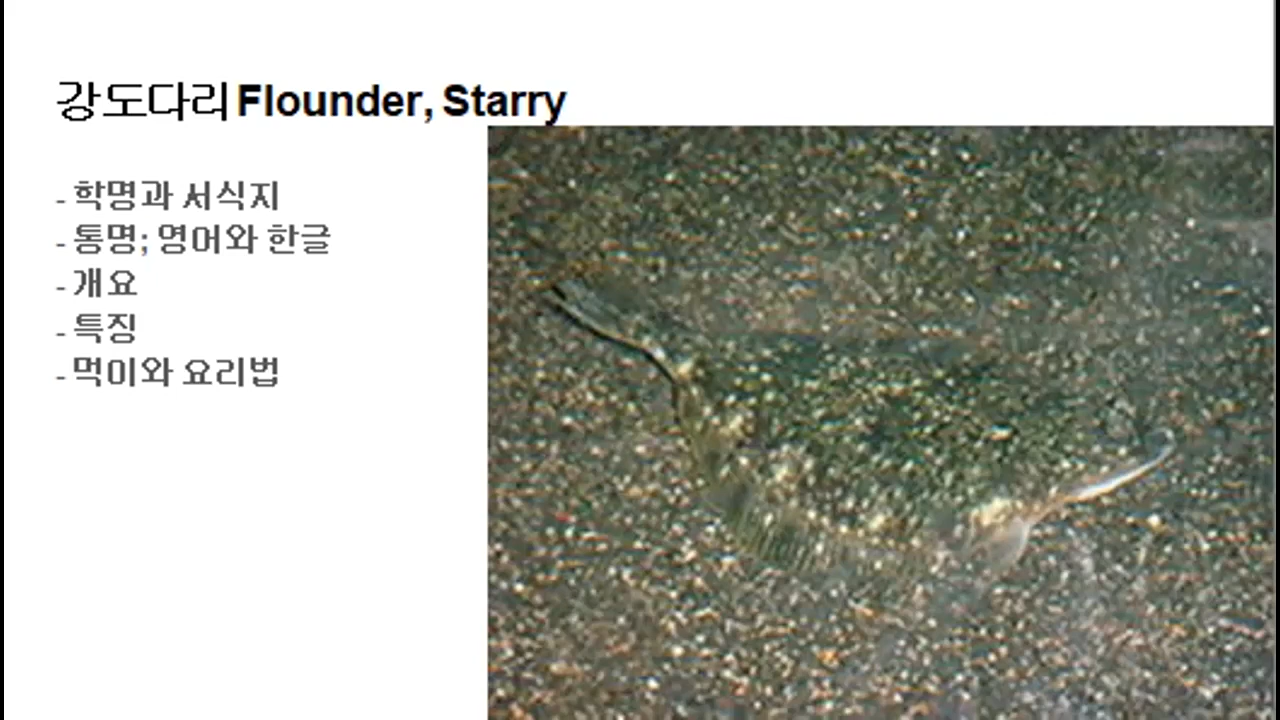 강도다리 Flounder, Starry
- 학명과 서식지
- 통명; 영어와 한글
- 개요
- 특징
- 먹이와 요리법